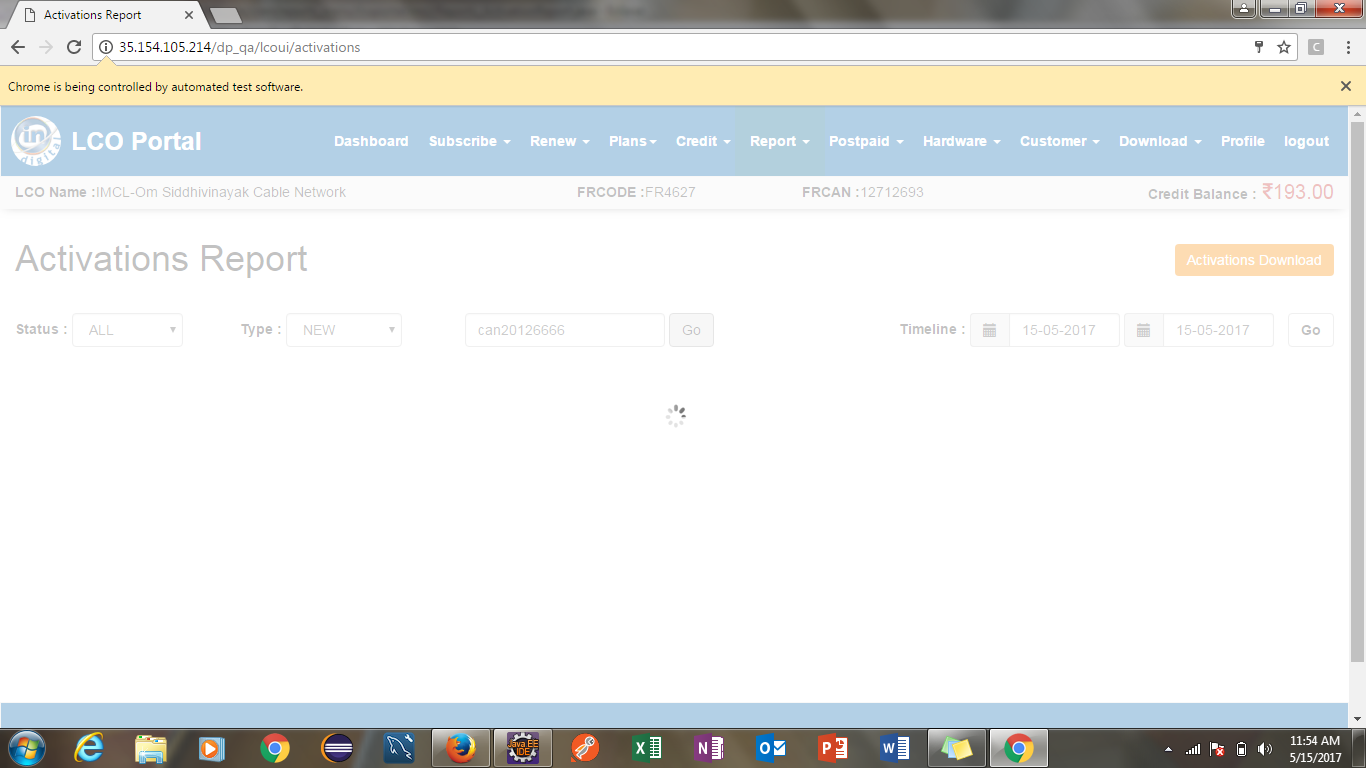 Activations Report
35.154.105.214/dp_qa/lcoui/activations
C
Chrome is being controlled by automated test software.
in digital LCO Portal Dashboard Subscribe Renew Plans Credit Report Postpaid Hardware Customer Download Profile logout
LCO Name :IMCL-Om Siddhivinayak Cable Network FRCODE :FR4627 FRCAN :12712693 Credit Balance : ₹193.00
Activations Report Activations Download
Status : ALL Type : NEW can20126666 Go Timeline : 15-05-2017 15-05-2017 Go
Java EE IDE
11:54 AM
5/15/2017